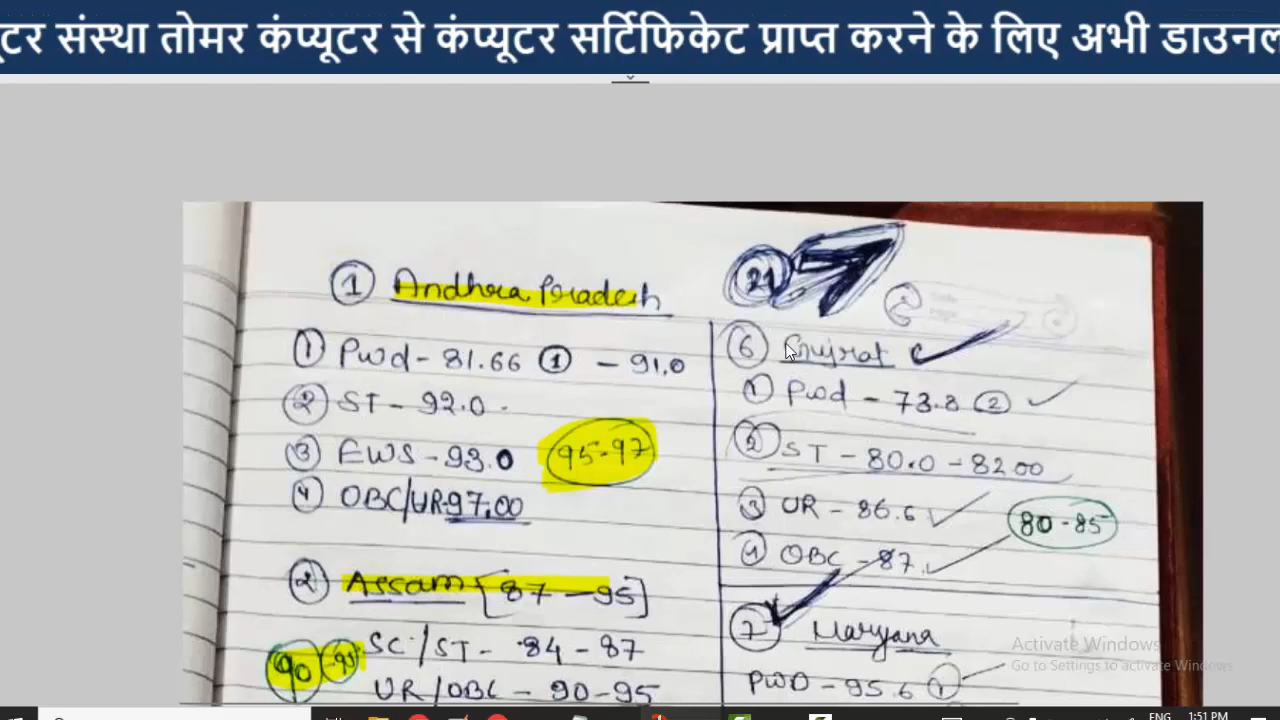 टर संस्था तोमर कंप्यूटर से कंप्यूटर सर्टिफिकेट प्राप्त करने के लिए अभी डाउनल
① Andhra Pradesh
① Pwd - 81.66 ① - 91.0
② ST - 92.0
③ EWS - 93.0
95-97
④ OBC/UR-97.00
② Assam [87 - 95]
SC/ST - 84 - 87
90
UR/OBC - 90-95
21
⑥ Gujrat
① Pwd - 73.8 ②
② ST - 80.0 - 82.00
③ UR - 86.6
80-85
④ OBC - 87
⑦ Haryana
PWD - 95.6 ①
Activate Windows
Go to Settings to activate Windows
ENG 1:51 PM